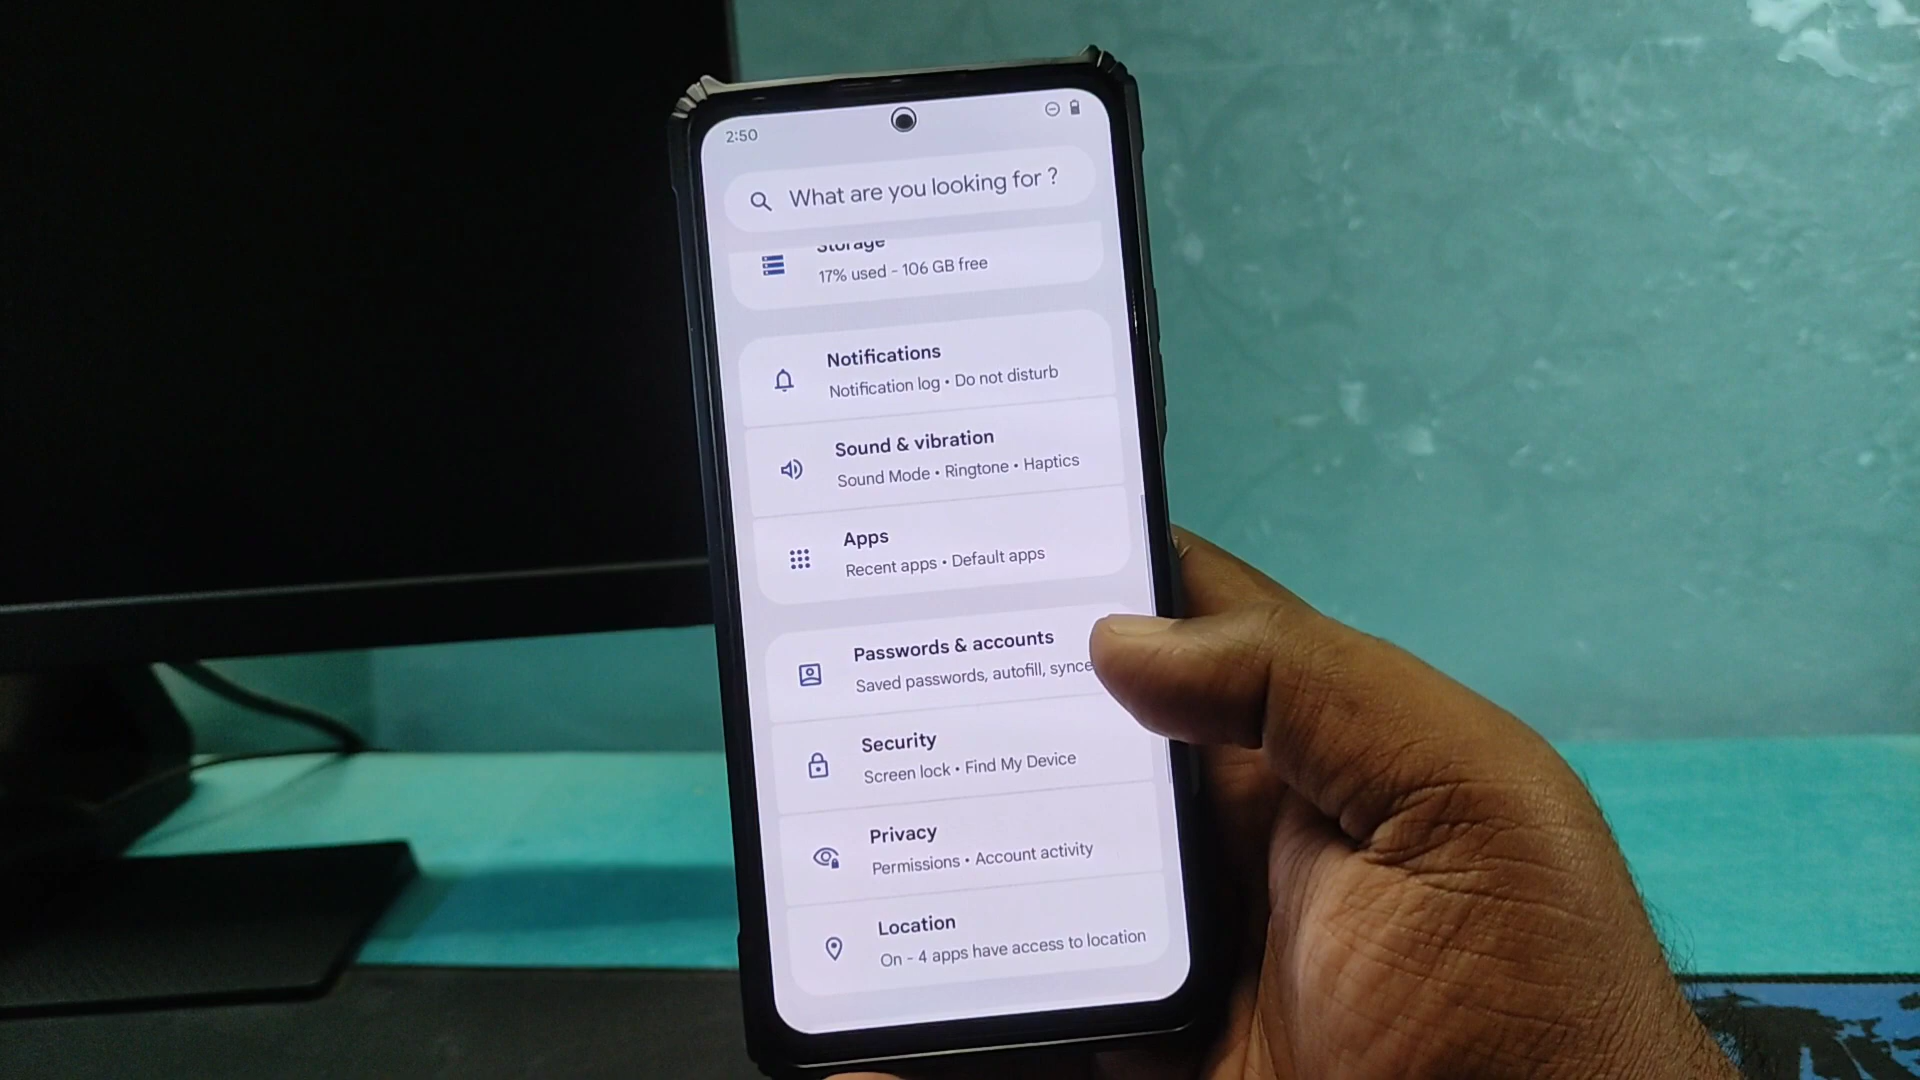 2:50
What are you looking for ?
Storage
17% used - 106 GB free
Notifications
Notification log • Do not disturb
Sound & vibration
Sound Mode • Ringtone • Haptics
Apps
Recent apps • Default apps
Passwords & accounts
Saved passwords, autofill, synce
Security
Screen lock • Find My Device
Privacy
Permissions • Account activity
Location
On - 4 apps have access to location